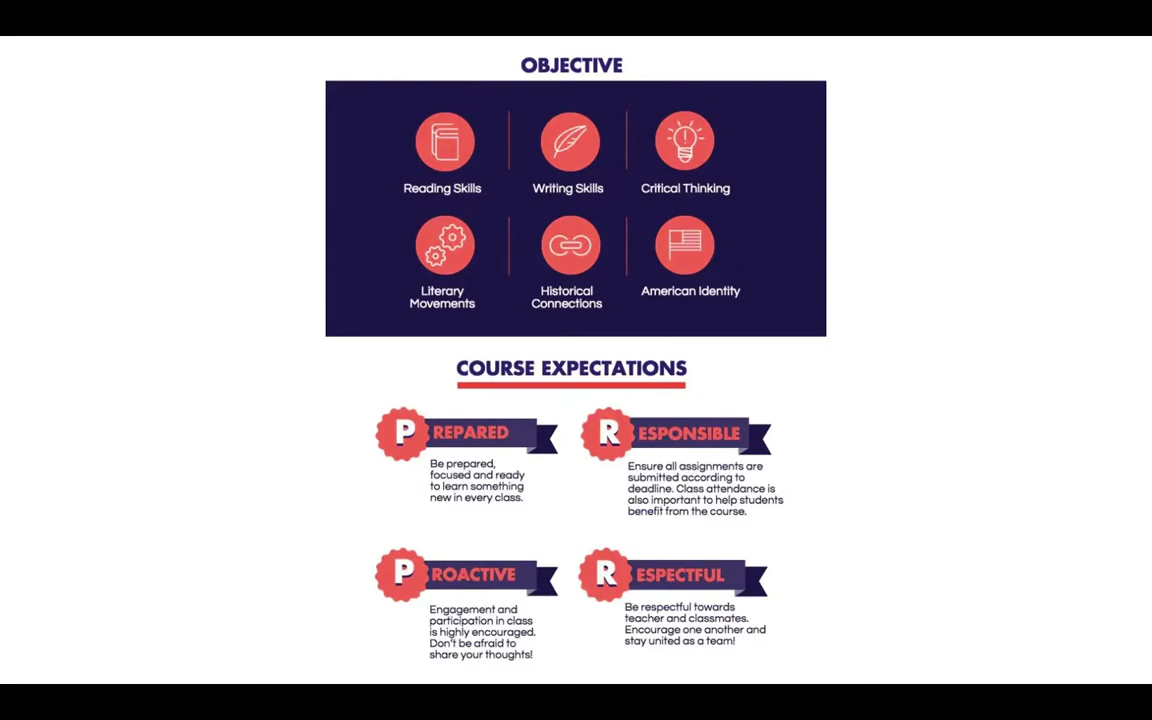 OBJECTIVE
Reading Skills
Writing Skills
Critical Thinking
Literary
Movements
Historical
Connections
American Identity
COURSE EXPECTATIONS
PREPARED
Be prepared,
focused and ready
to learn something
new in every class.
RESPONSIBLE
Ensure all assignments are
submitted according to
deadline. Class attendance is
also important to help students
benefit from the course.
PROACTIVE
Engagement and
participation in class
is highly encouraged.
Don't be afraid to
share your thoughts!
RESPECTFUL
Be respectful towards
teacher and classmates.
Encourage one another and
stay united as a team!